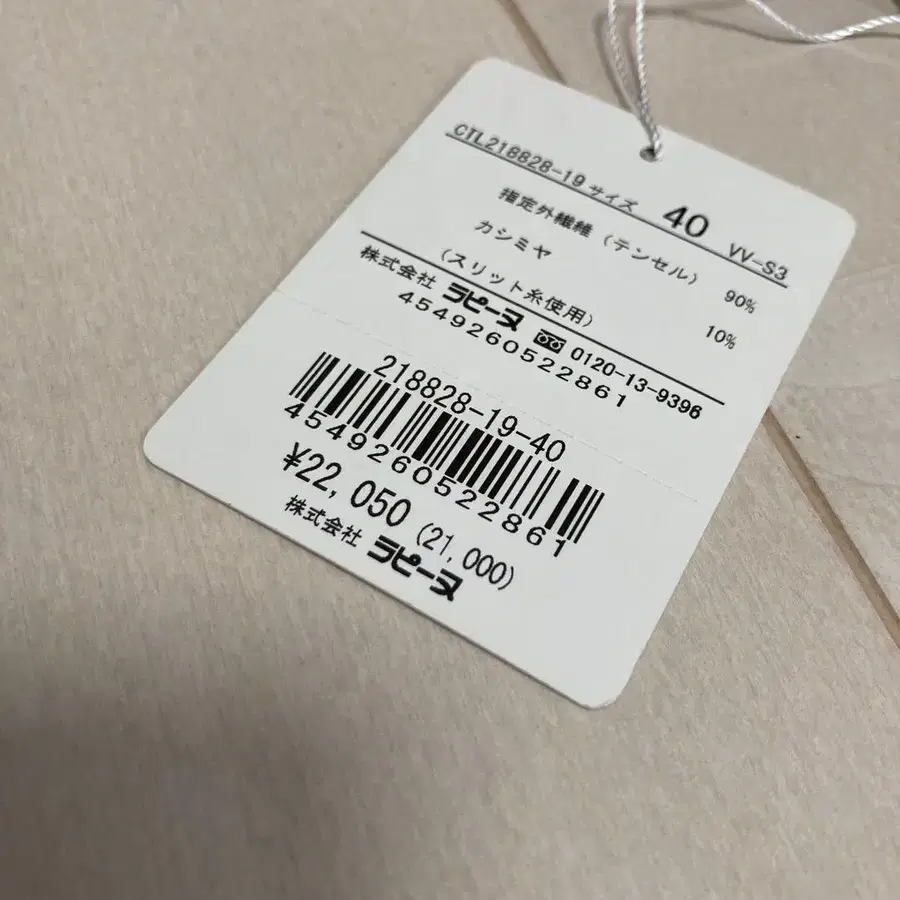 CTL218828-19 サイズ 40 VV-S3
指定外繊維 (テンセル) 90%
カシミヤ 10%
(スリット糸使用)
株式会社 ラピーヌ 0120-13-9396
4549260522861
218828-19-40
4549260522861
¥22,050 (21,000)
株式会社 ラピーヌ